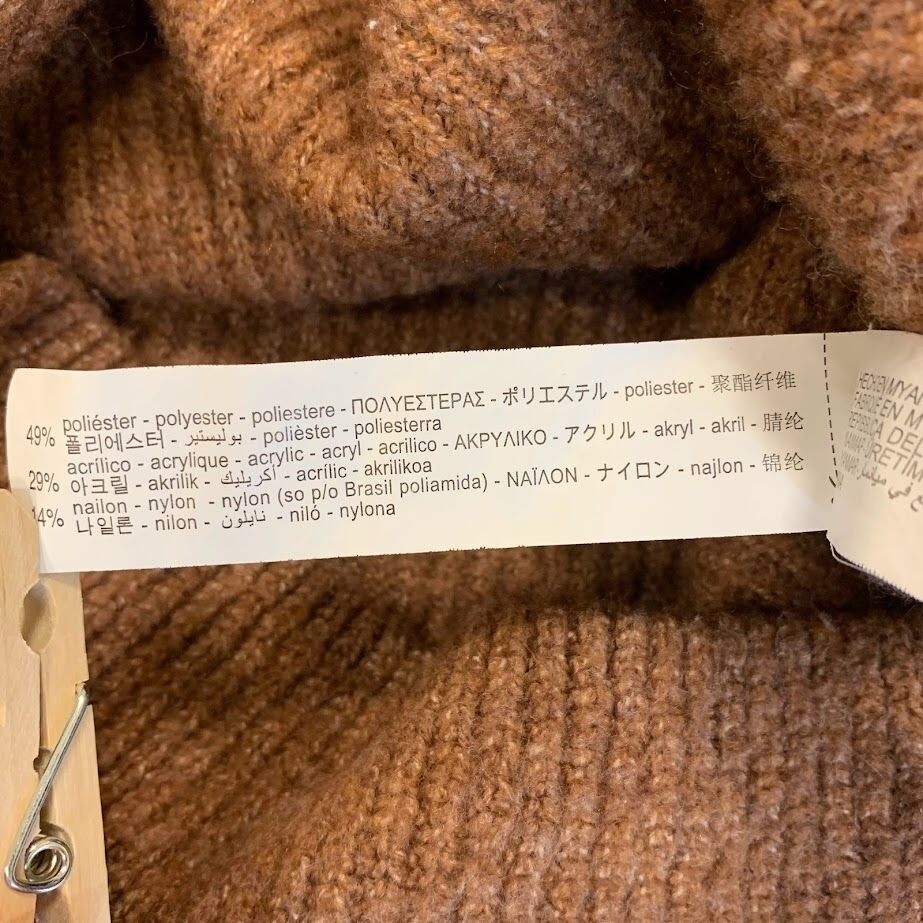 49% poliéster - polyester - poliestere - ΠΟΛΥΕΣΤΕΡΑΣ - ポリエステル - poliester - 聚酯纤维
폴리에스터 - بوليستير - polièster - poliesterra
29% acrílico - acrylique - acrylic - acryl - acrilico - ΑΚΡΥΛΙΚΟ - アクリル - akryl - akril - 腈纶
아크릴 - akrilik - أكريليك - acrílic - akrilikoa
14% nailon - nylon - nylon (so p/o Brasil poliamida) - ΝΑΪΛΟΝ - ナイロン - najlon - 锦纶
나일론 - nilon - نايلون - niló - nylona